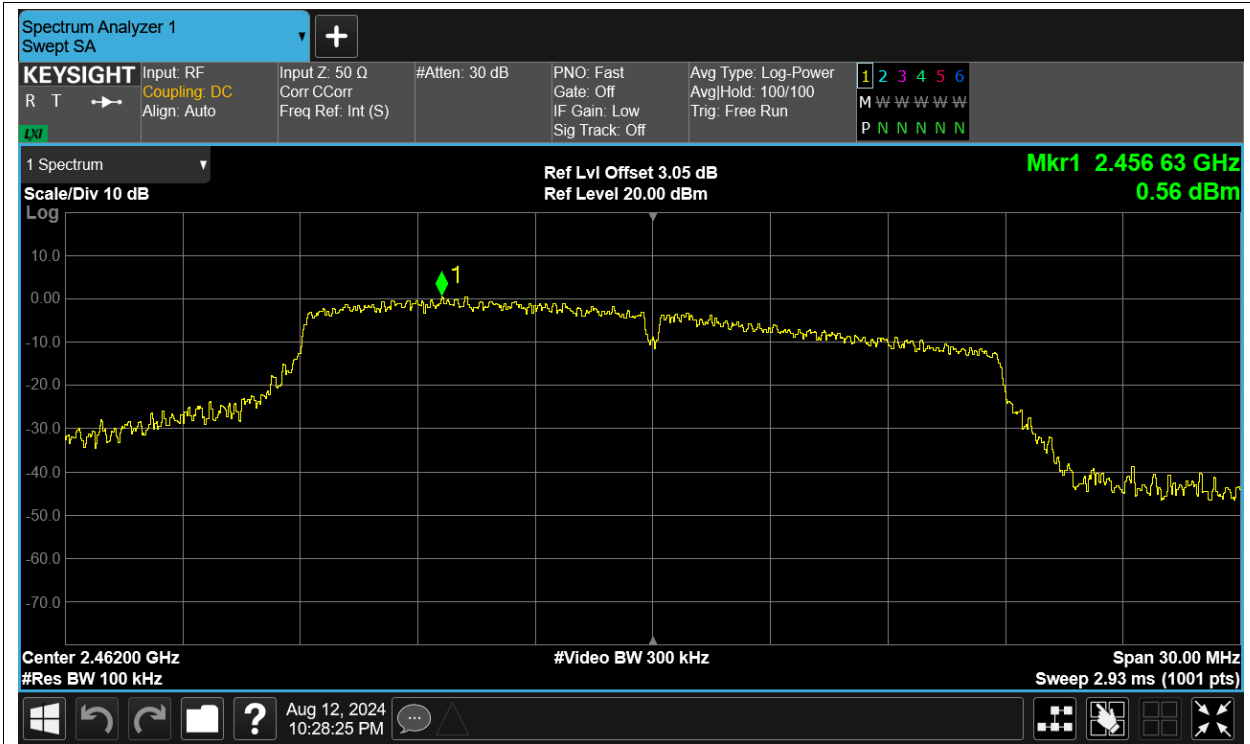 Spectrum Analyzer 1
Swept SA
+
KEYSIGHT
R T
LXI
Input: RF
Coupling: DC
Align: Auto
Input Z: 50 Ω
Corr CCorr
Freq Ref: Int (S)
#Atten: 30 dB
PNO: Fast
Gate: Off
IF Gain: Low
Sig Track: Off
Avg Type: Log-Power
Avg|Hold: 100/100
Trig: Free Run
1 2 3 4 5 6
M W W W W W
P N N N N N
1 Spectrum
Scale/Div 10 dB
Ref Lvl Offset 3.05 dB
Ref Level 20.00 dBm
Mkr1 2.456 63 GHz
0.56 dBm
Log
10.0
0.00
-10.0
-20.0
-30.0
-40.0
-50.0
-60.0
-70.0
1
Center 2.46200 GHz
#Res BW 100 kHz
#Video BW 300 kHz
Span 30.00 MHz
Sweep 2.93 ms (1001 pts)
?
Aug 12, 2024
10:28:25 PM